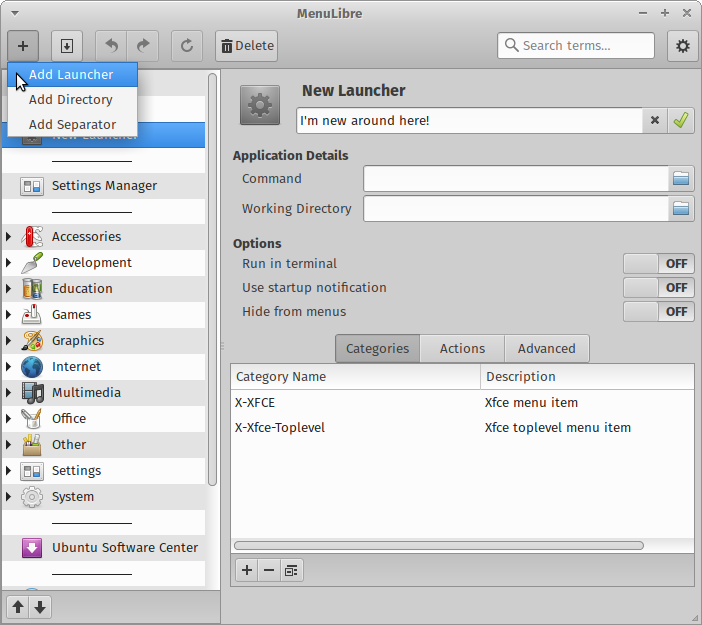 MenuLibre
Delete
Search terms...
Add Launcher
Add Directory
Add Separator
New Launcher
Settings Manager
Accessories
Development
Education
Games
Graphics
Internet
Multimedia
Office
Other
Settings
System
Ubuntu Software Center
New Launcher
I'm new around here!
Application Details
Command
Working Directory
Options
Run in terminal OFF
Use startup notification OFF
Hide from menus OFF
Categories Actions Advanced
Category Name Description
X-XFCE Xfce menu item
X-Xfce-Toplevel Xfce toplevel menu item